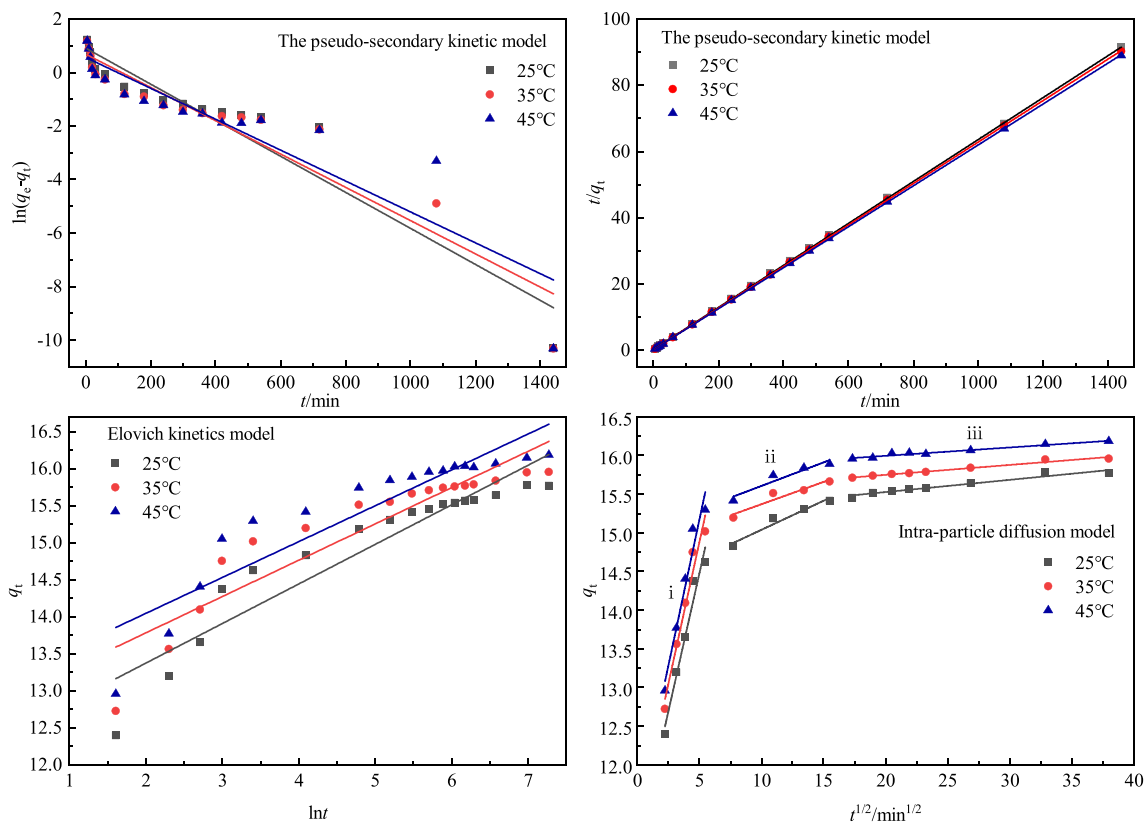 2
0
-2
-4
-6
-8
-10
ln(qe-qt)
The pseudo-secondary kinetic model
25°C
35°C
45°C
0 200 400 600 800 1000 1200 1400
t/min
100
80
60
40
20
0
t/qt
The pseudo-secondary kinetic model
25°C
35°C
45°C
0 200 400 600 800 1000 1200 1400
t/min
16.5
16.0
15.5
15.0
14.5
14.0
13.5
13.0
12.5
12.0
qt
Elovich kinetics model
25°C
35°C
45°C
1 2 3 4 5 6 7
lnt
16.5
16.0
15.5
15.0
14.5
14.0
13.5
13.0
12.5
12.0
qt
i
ii
iii
Intra-particle diffusion model
25°C
35°C
45°C
0 5 10 15 20 25 30 35 40
t^1/2/min^1/2